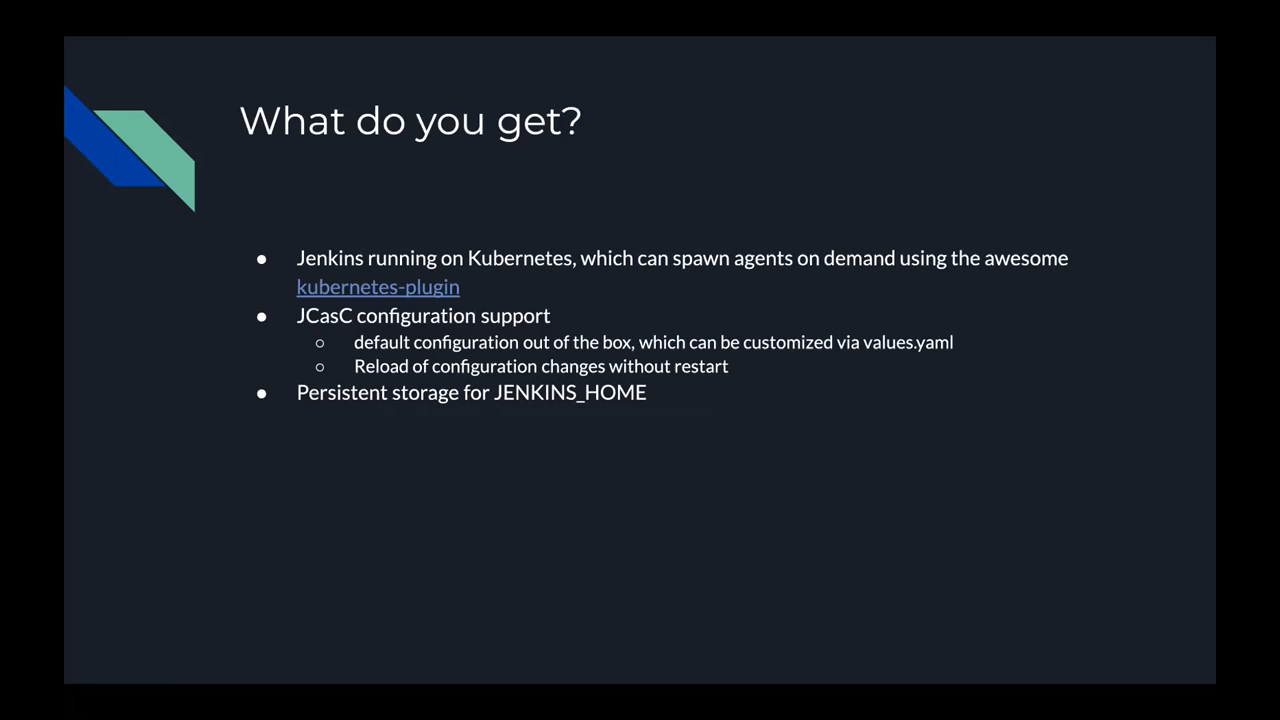 What do you get?
● Jenkins running on Kubernetes, which can spawn agents on demand using the awesome
kubernetes-plugin
● JCasC configuration support
○ default configuration out of the box, which can be customized via values.yaml
○ Reload of configuration changes without restart
● Persistent storage for JENKINS_HOME